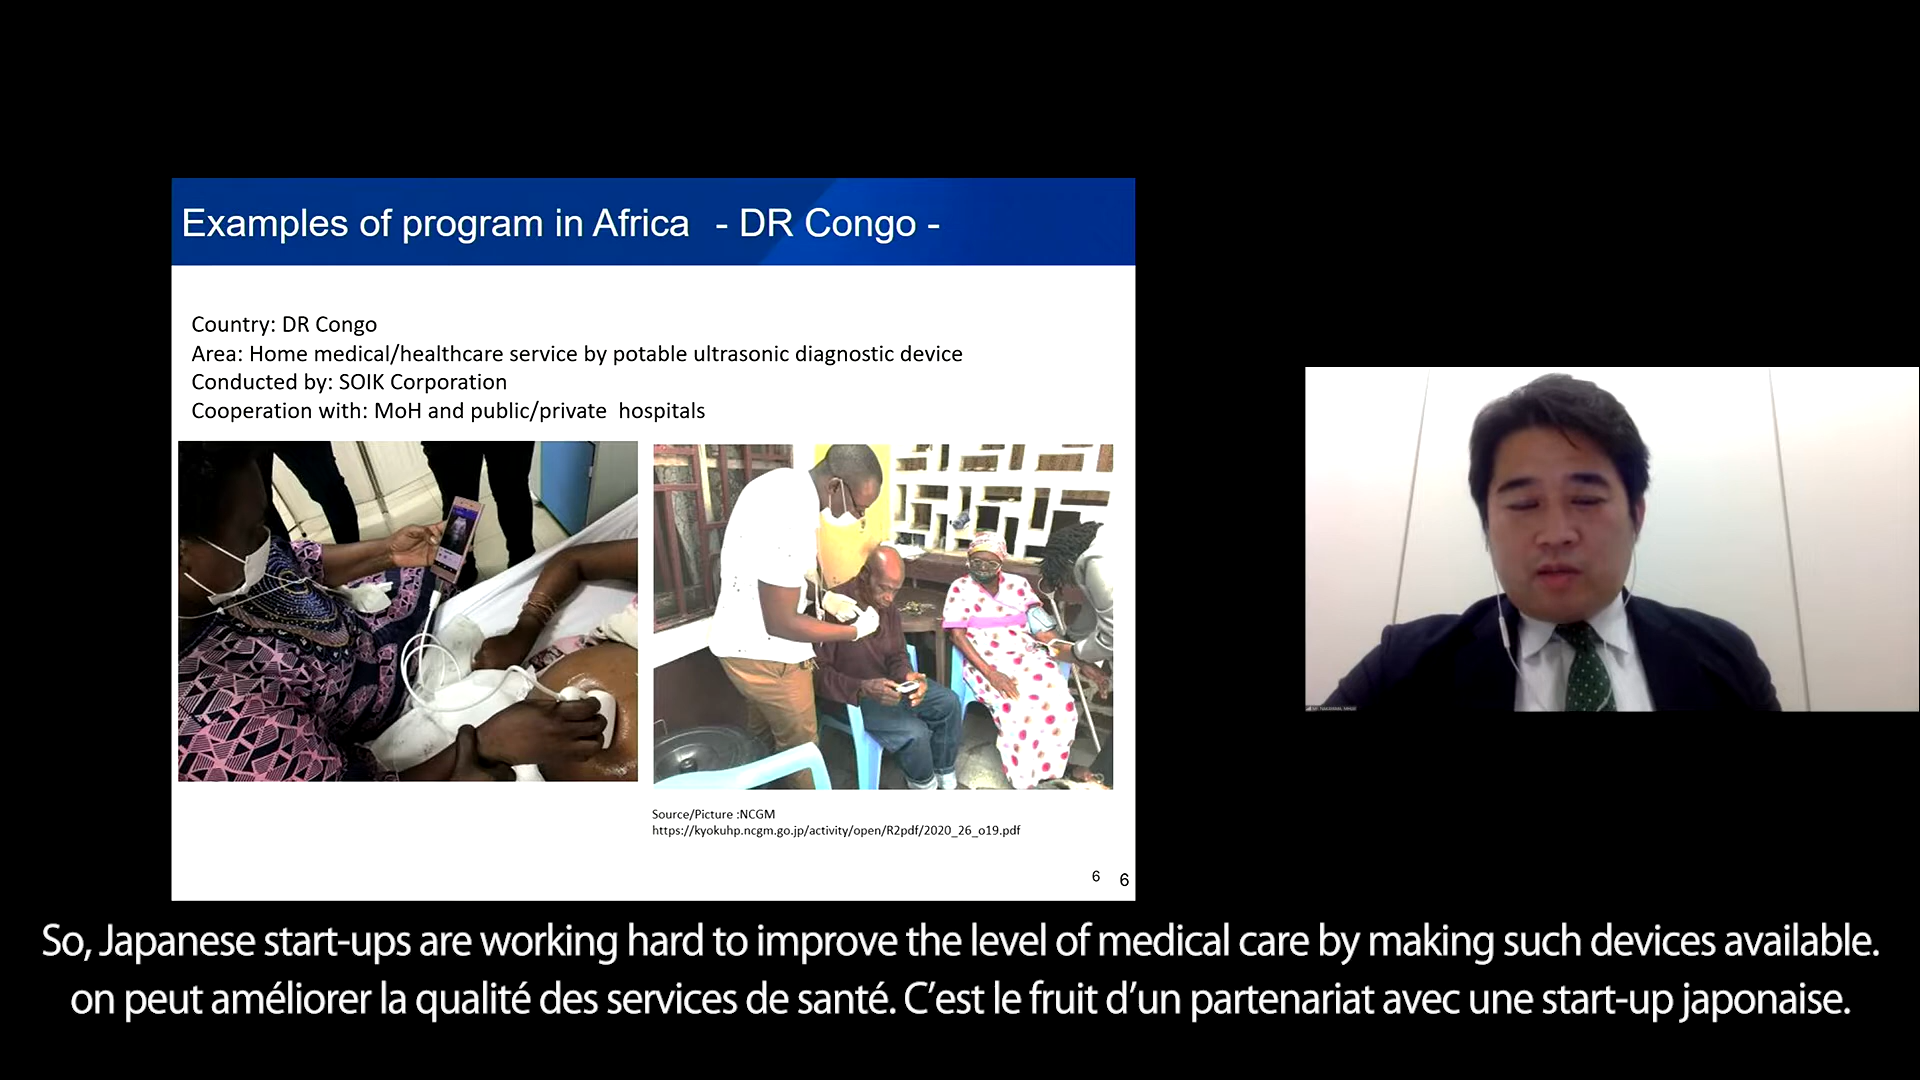 Examples of program in Africa - DR Congo -
Country: DR Congo
Area: Home medical/healthcare service by potable ultrasonic diagnostic device
Conducted by: SOIK Corporation
Cooperation with: MoH and public/private hospitals
Source/Picture :NCGM
https://kyokuhp.ncgm.go.jp/activity/open/R2pdf/2020_26_o19.pdf
6 6
So, Japanese start-ups are working hard to improve the level of medical care by making such devices available.
on peut améliorer la qualité des services de santé. C’est le fruit d’un partenariat avec une start-up japonaise.